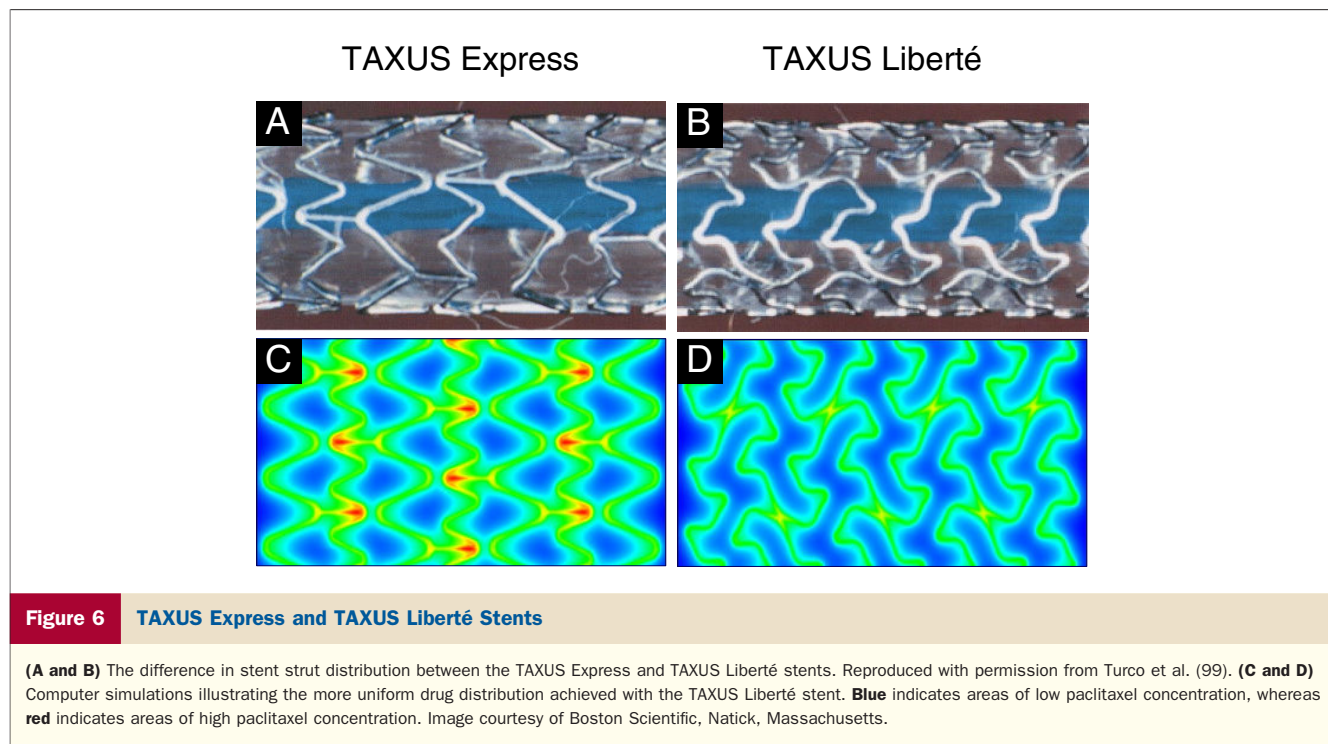 TAXUS Express
TAXUS Liberté
A
B
C
D
Figure 6 TAXUS Express and TAXUS Liberté Stents
(A and B) The difference in stent strut distribution between the TAXUS Express and TAXUS Liberté stents. Reproduced with permission from Turco et al. (99). (C and D)
Computer simulations illustrating the more uniform drug distribution achieved with the TAXUS Liberté stent. Blue indicates areas of low paclitaxel concentration, whereas
red indicates areas of high paclitaxel concentration. Image courtesy of Boston Scientific, Natick, Massachusetts.